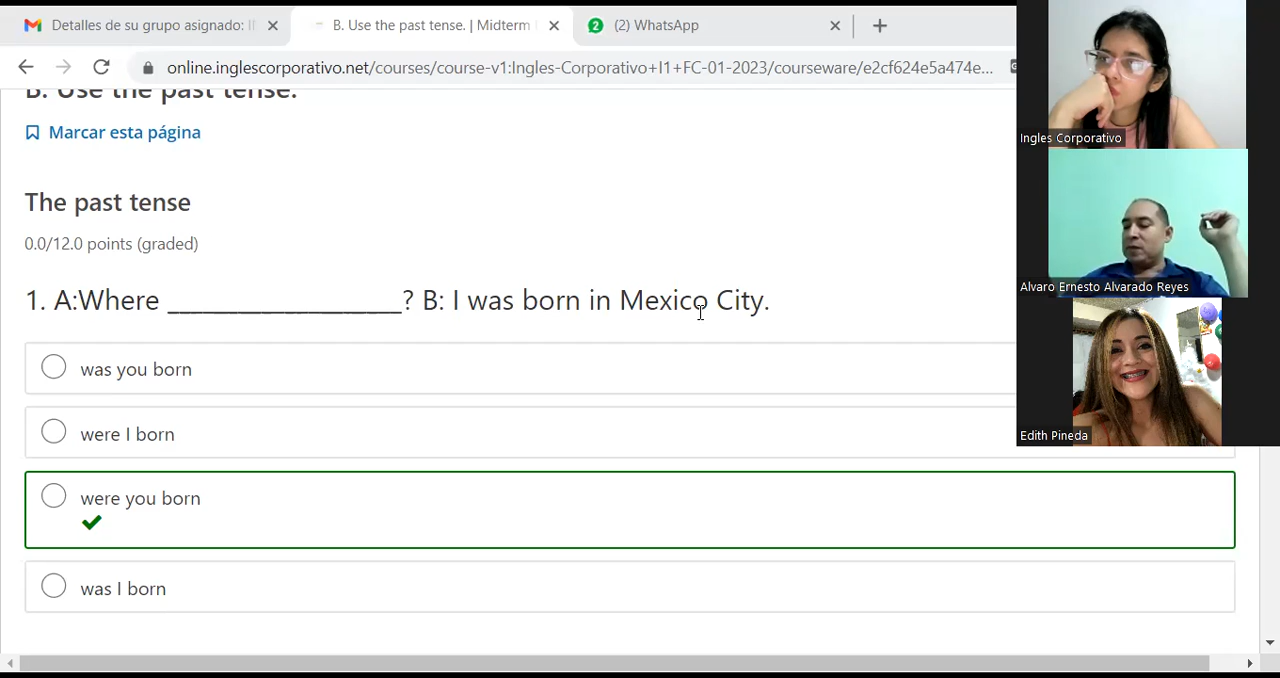 Detalles de su grupo asignado: II
B. Use the past tense. | Midterm
2
(2) WhatsApp
online.inglescorporativo.net/courses/course-v1:Ingles-Corporativo+I1+FC-01-2023/courseware/e2cf624e5a474e...
B. Use the past tense.
Marcar esta página
The past tense
0.0/12.0 points (graded)
1. A:Where ____________________? B: I was born in Mexico City.
was you born
were I born
were you born
was I born
Ingles Corporativo
Alvaro Ernesto Alvarado Reyes
Edith Pineda